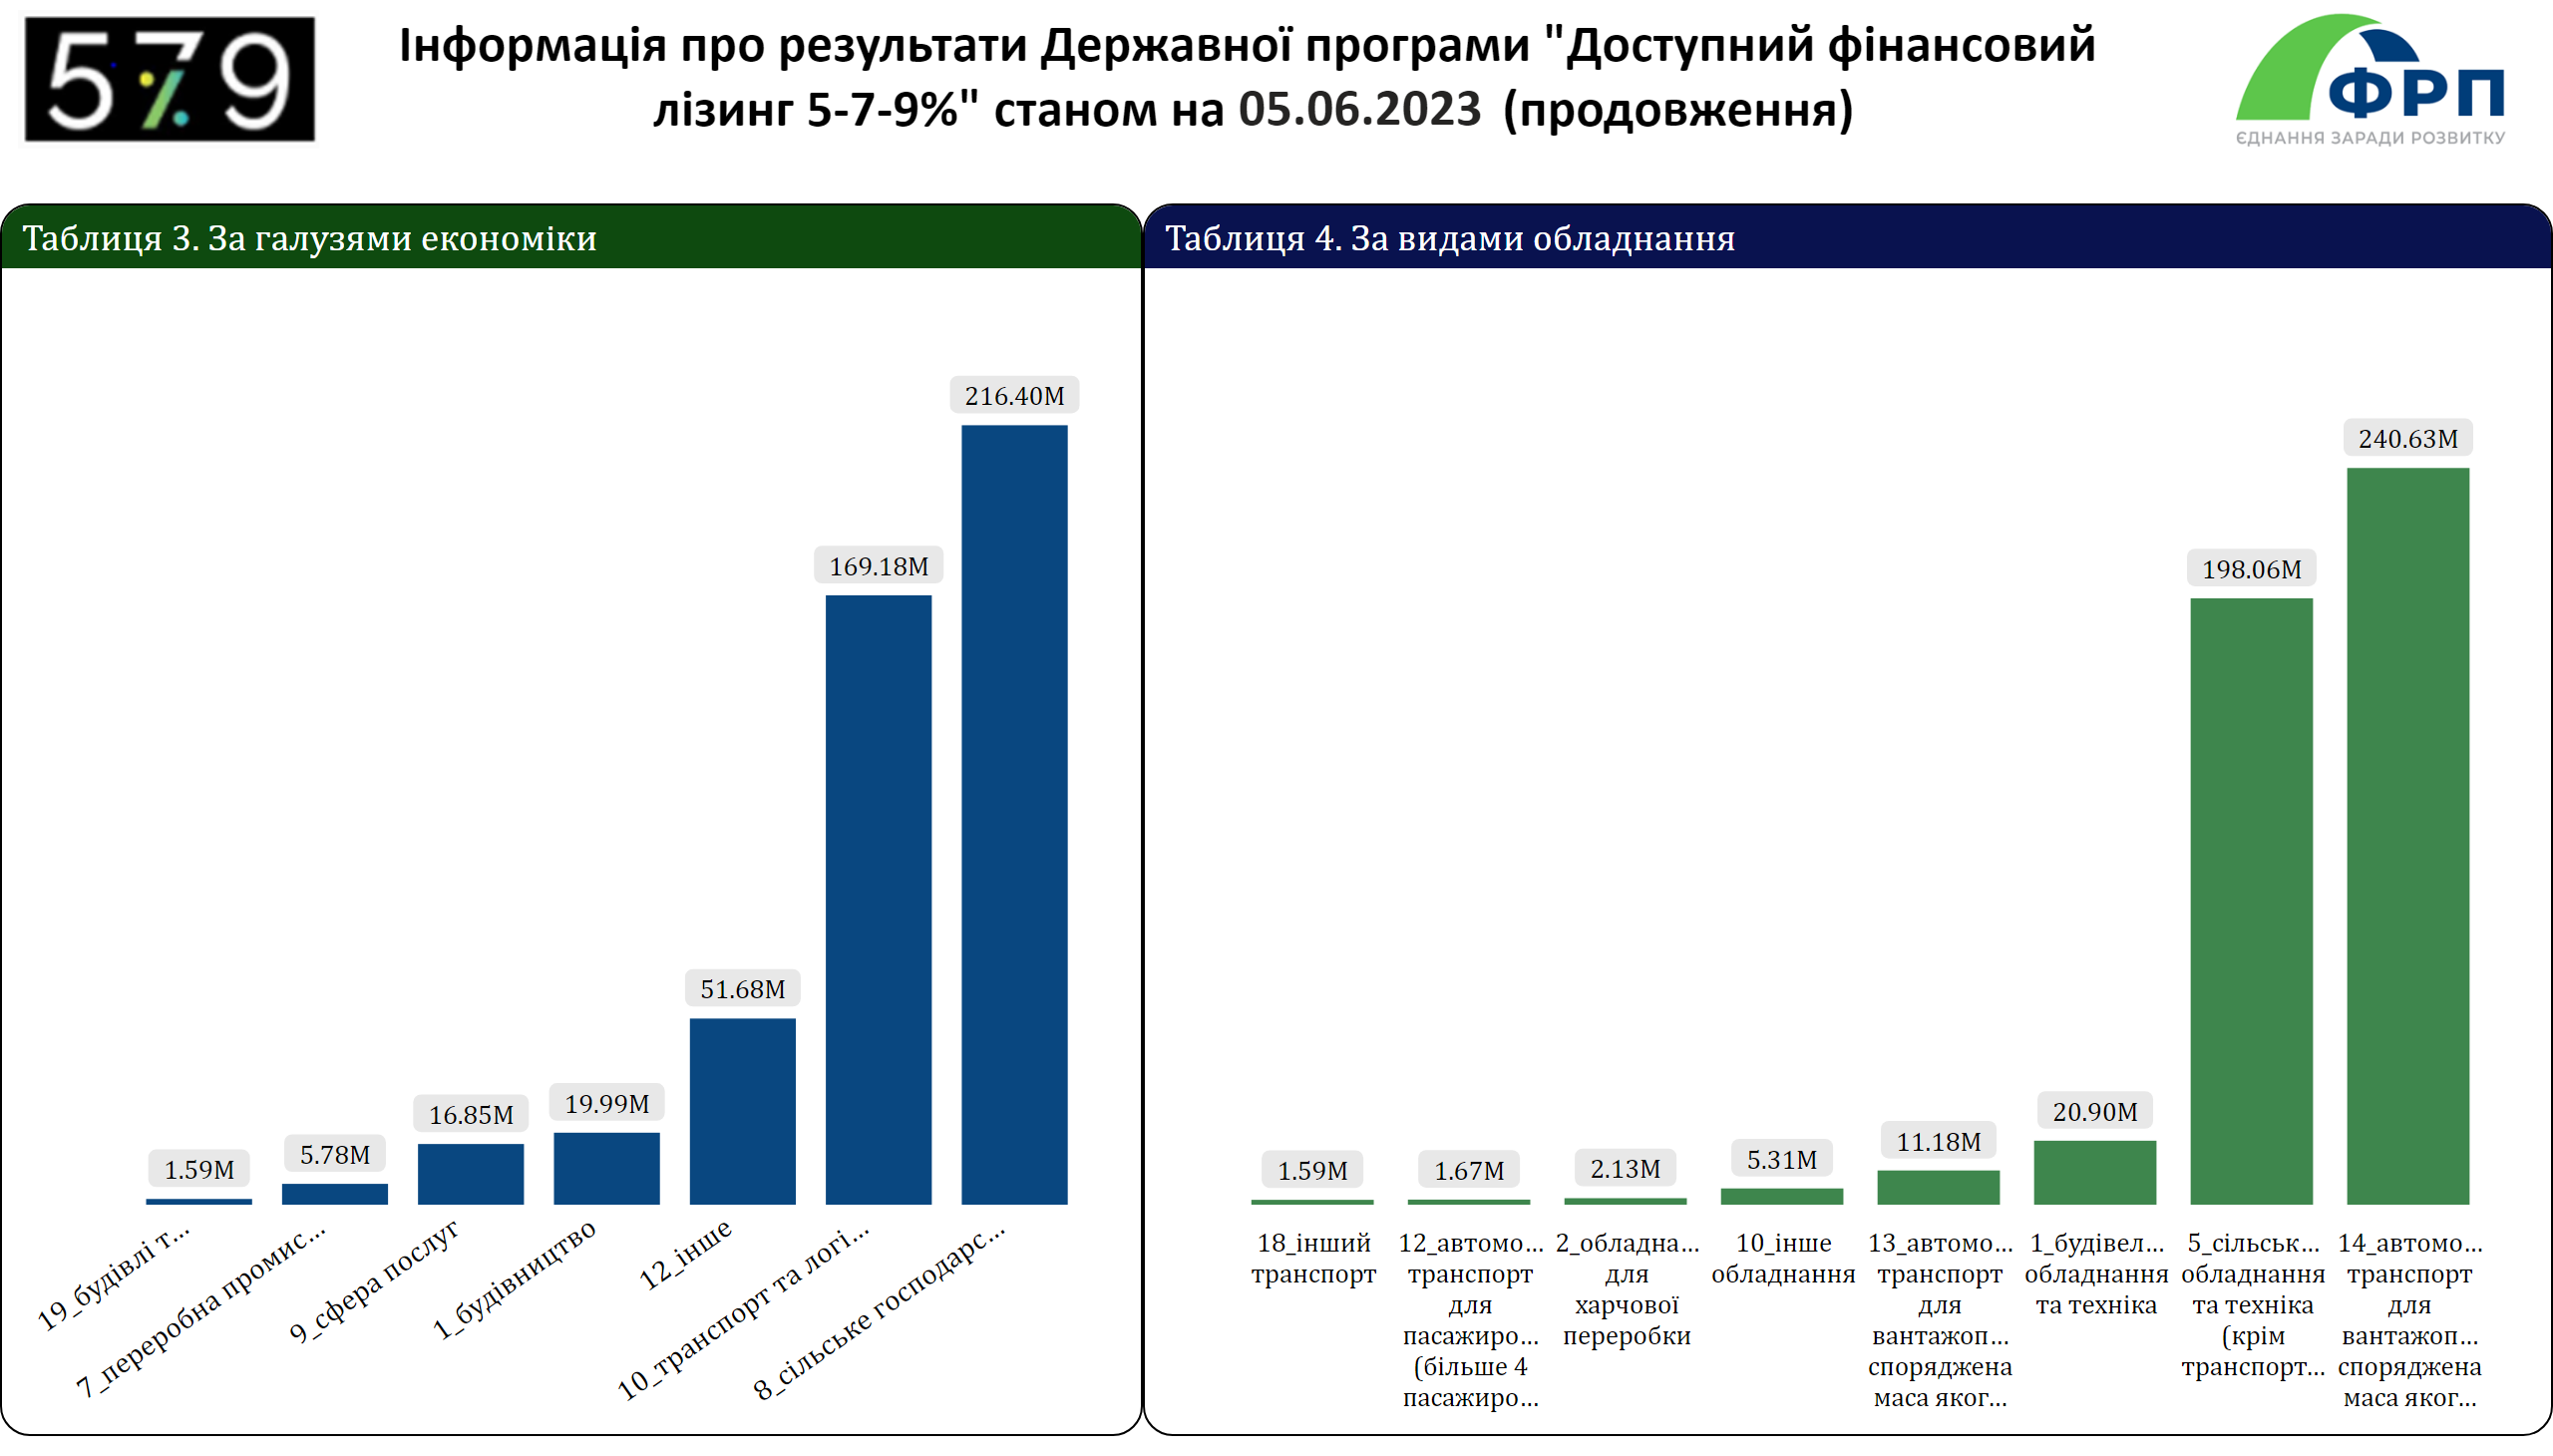 579
Інформація про результати Державної програми "Доступний фінансовий
лізинг 5-7-9%" станом на 05.06.2023 (продовження)
ФРП
ЄДНАННЯ ЗАРАДИ РОЗВИТКУ
Таблиця 3. За галузями економіки
216.40M
169.18M
51.68M
19.99M
16.85M
5.78M
1.59M
19_будівлі т...
7_переробна промис...
9_сфера послуг
1_будівництво
12_інше
10_транспорт та логі...
8_сільське господарс...
Таблиця 4. За видами обладнання
240.63M
198.06M
20.90M
11.18M
5.31M
2.13M
1.67M
1.59M
18_інший
транспорт
12_автомо...
транспорт
для
пасажиро...
(більше 4
пасажиро...
2_обладна...
для
харчової
переробки
10_інше
обладнання
13_автомо...
транспорт
для
вантажоп...
споряджена
маса яког...
1_будівел...
обладнання
та техніка
5_сільськ...
обладнання
та техніка
(крім
транспорт...
14_автомо...
транспорт
для
вантажоп...
споряджена
маса яког...